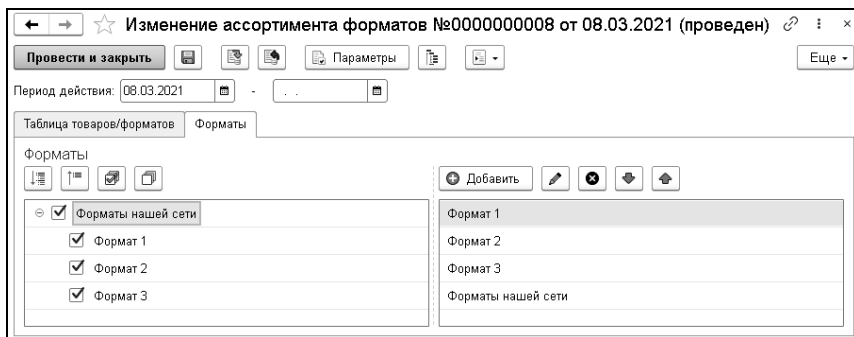 Изменение ассортимента форматов №0000000008 от 08.03.2021 (проведен)
Провести и закрыть Параметры Еще
Период действия: 08.03.2021 - . .
Таблица товаров/форматов Форматы
Форматы
Добавить
Форматы нашей сети Формат 1
Формат 1 Формат 2
Формат 2 Формат 3
Формат 3 Форматы нашей сети